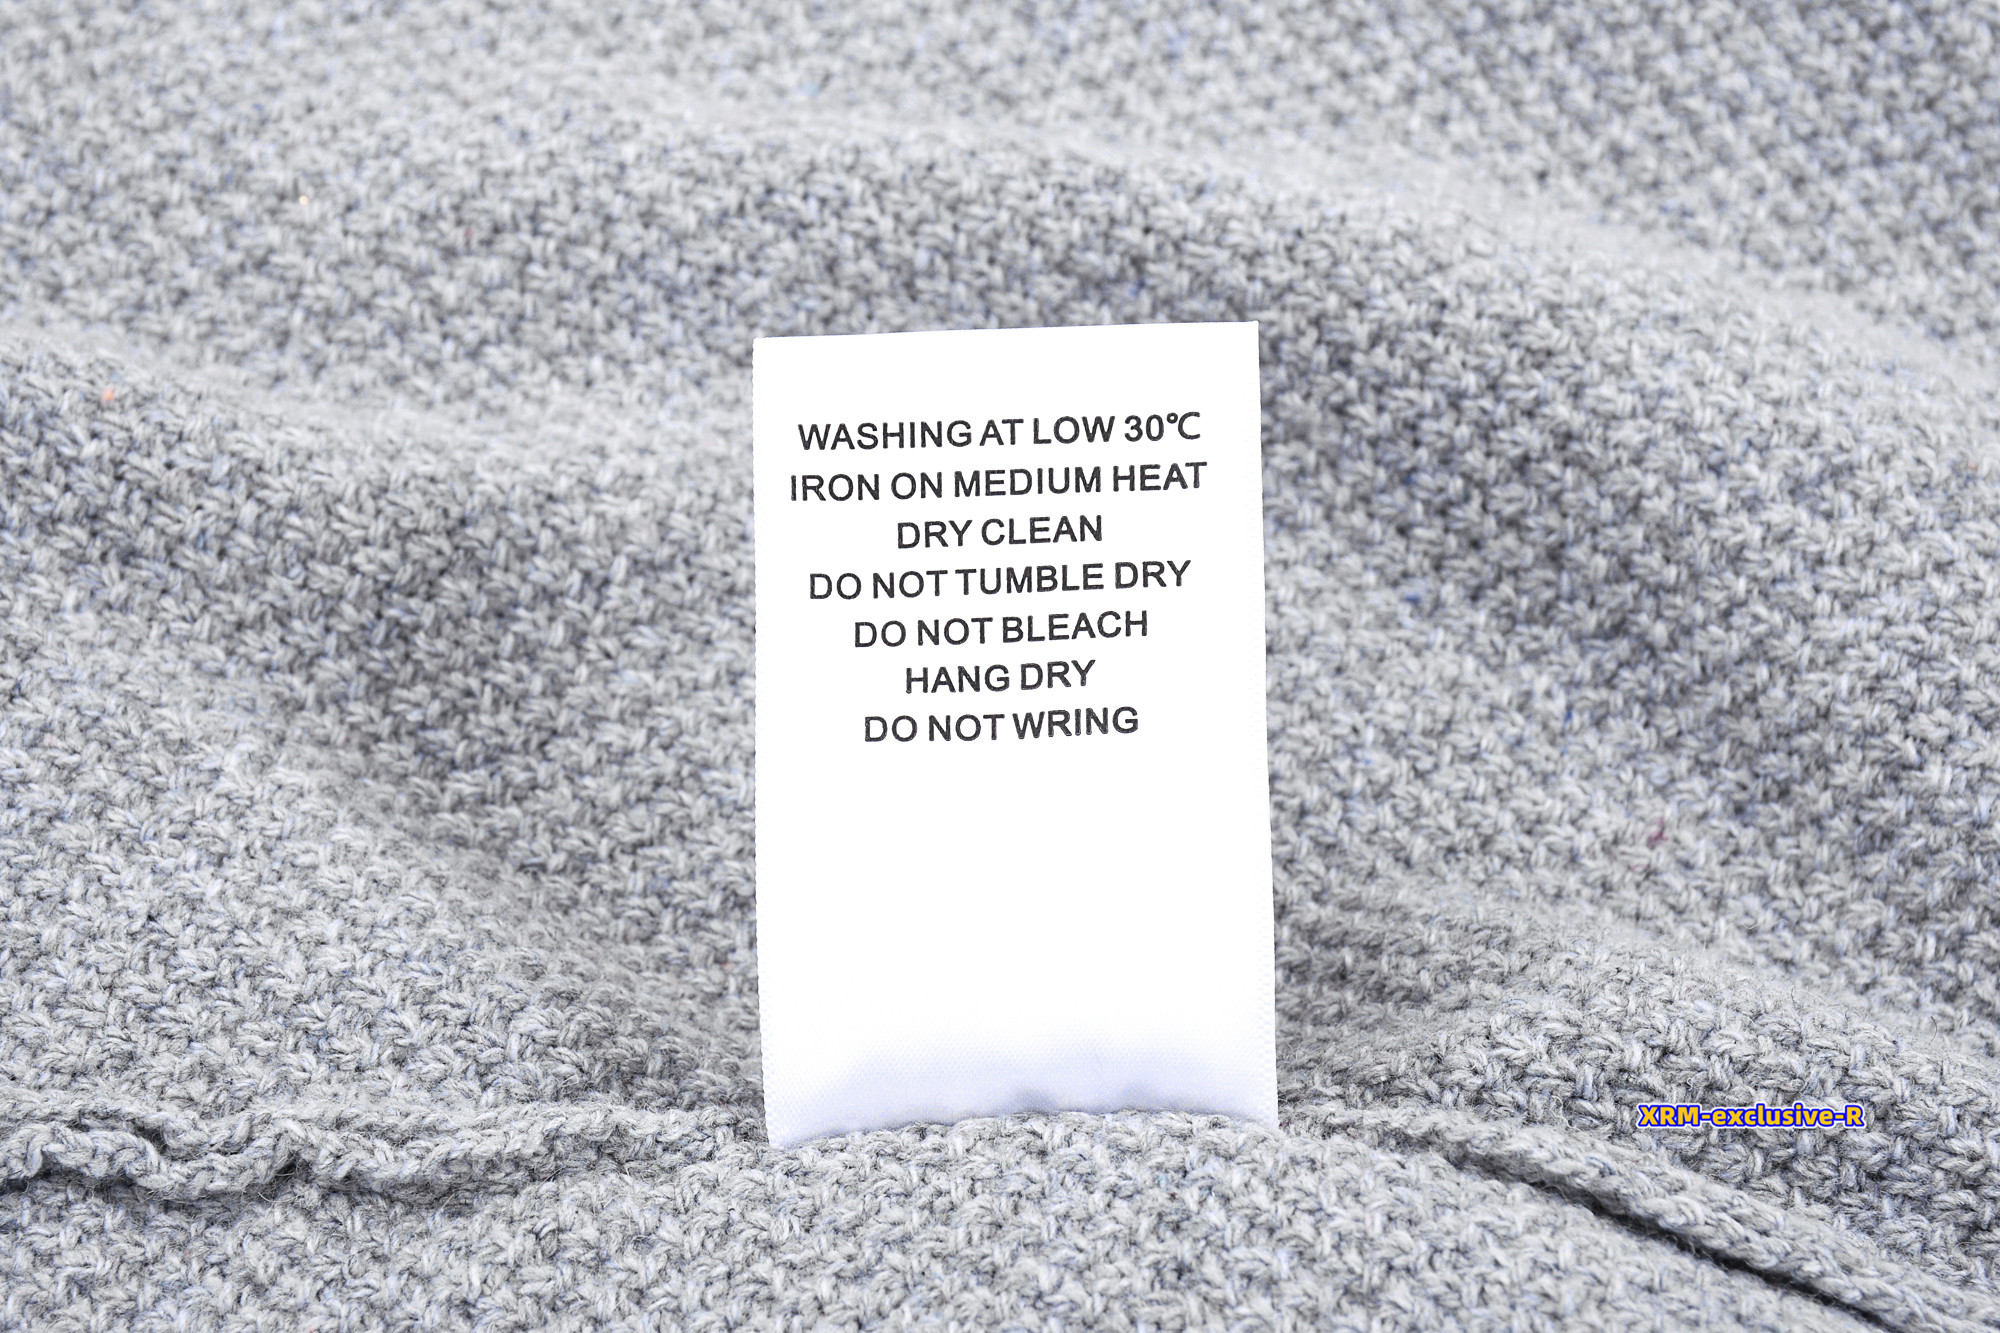 WASHING AT LOW 30℃
IRON ON MEDIUM HEAT
DRY CLEAN
DO NOT TUMBLE DRY
DO NOT BLEACH
HANG DRY
DO NOT WRING
XRM-exclusive-R